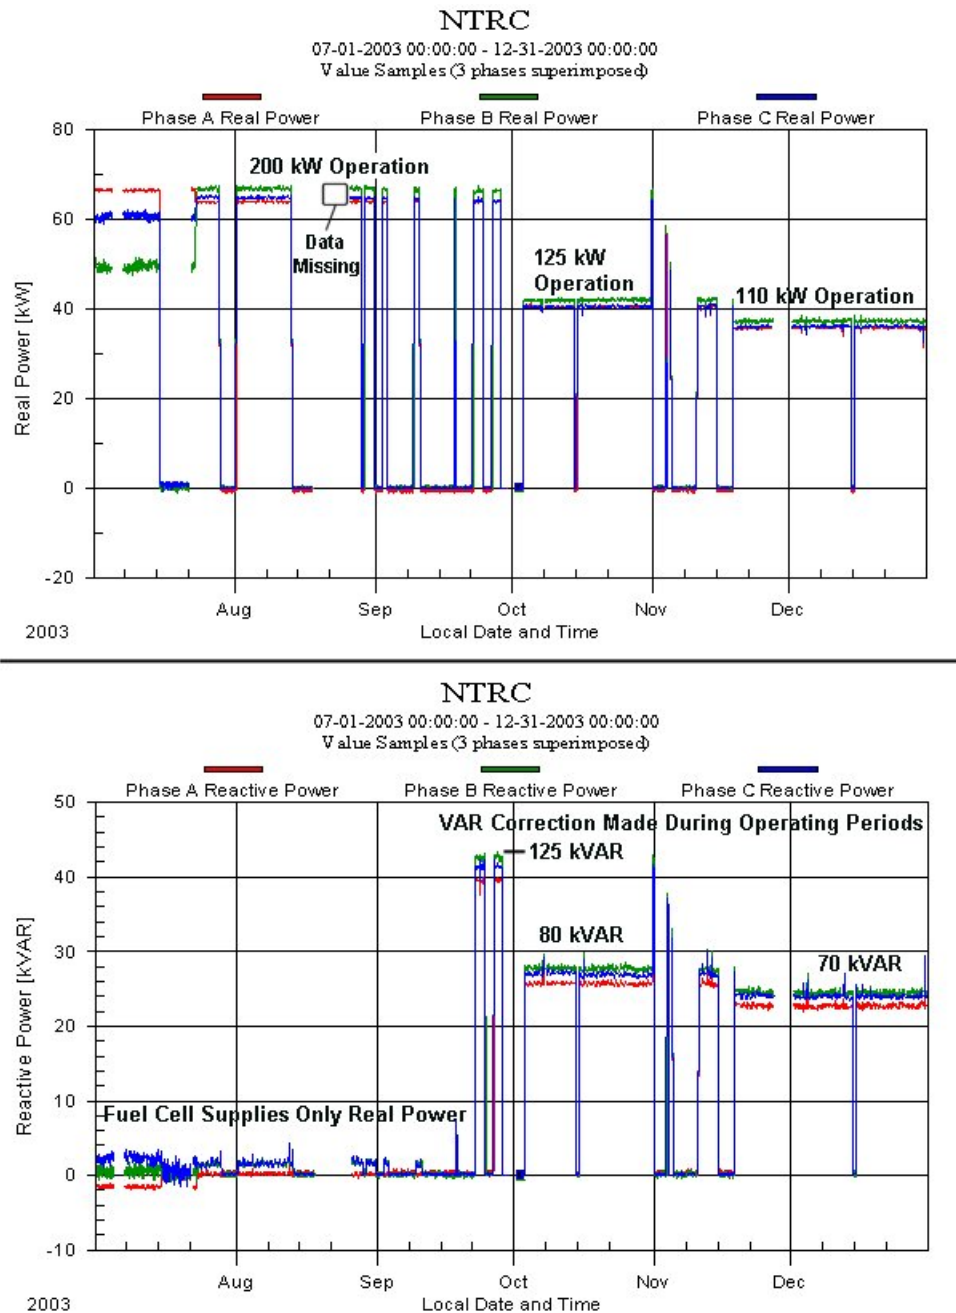 NTRC
07-01-2003 00:00:00 - 12-31-2003 00:00:00
Value Samples (3 phases superimposed)
Phase A Real Power Phase B Real Power Phase C Real Power
80
200 kW Operation
60
Data
Missing
125 kW
Operation
110 kW Operation
40
Real Power [kW]
20
0
-20
Aug Sep Oct Nov Dec
2003 Local Date and Time
NTRC
07-01-2003 00:00:00 - 12-31-2003 00:00:00
Value Samples (3 phases superimposed)
Phase A Reactive Power Phase B Reactive Power Phase C Reactive Power
50
VAR Correction Made During Operating Periods
125 kVAR
40
80 kVAR
70 kVAR
30
Reactive Power [kVAR]
20
10
Fuel Cell Supplies Only Real Power
0
-10
Aug Sep Oct Nov Dec
2003 Local Date and Time